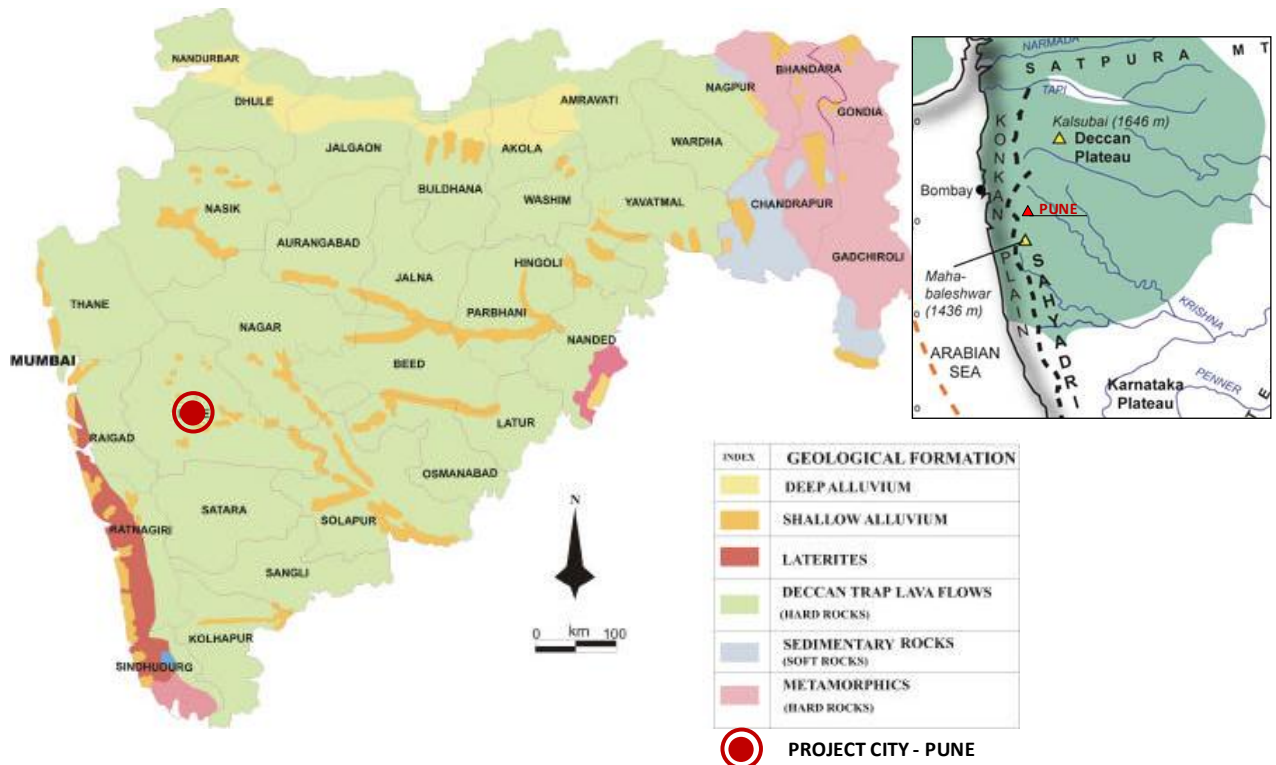 NANDURBAR
DHULE
JALGAON
AMRAVATI
AKOLA
BULDHANA
WASHIM
WARDHA
NAGPUR
BHANDARA
GONDIA
YAVATMAL
CHANDRAPUR
GADCHIROLI
NASIK
AURANGABAD
JALNA
HINGOLI
PARBHANI
NANDED
THANE
NAGAR
MUMBAI
BEED
LATUR
RAIGAD
OSMANABAD
SATARA
SOLAPUR
RATNAGIRI
SANGLI
KOLHAPUR
SINDHUDURG
N
0 km 100
NARMADA
SATPURA MT
TAPI
KONKAN PLAIN
Kalsubai (1646 m)
Deccan
Plateau
Bombay
PUNE
Maha-
baleshwar
(1436 m)
SAHYADRI
KRISHNA
ARABIAN
SEA
Karnataka
Plateau
PENNER
E
INDEX GEOLOGICAL FORMATION
DEEP ALLUVIUM
SHALLOW ALLUVIUM
LATERITES
DECCAN TRAP LAVA FLOWS
(HARD ROCKS)
SEDIMENTARY ROCKS
(SOFT ROCKS)
METAMORPHICS
(HARD ROCKS)
PROJECT CITY - PUNE